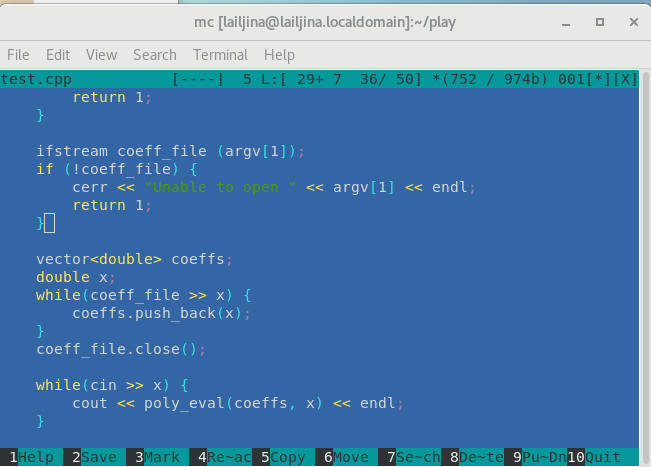 mc [lailjina@lailjina.localdomain]:~/play
File Edit View Search Terminal Help
test.cpp [----] 5 L:[ 29+ 7 36/ 50] *(752 / 974b) 001[*][X]
        return 1;
    }

    ifstream coeff_file (argv[1]);
    if (!coeff_file) {
        cerr << "Unable to open " << argv[1] << endl;
        return 1;
    }

    vector<double> coeffs;
    double x;
    while(coeff_file >> x) {
        coeffs.push_back(x);
    }
    coeff_file.close();

    while(cin >> x) {
        cout << poly_eval(coeffs, x) << endl;
    }

1Help 2Save 3Mark 4Re~ac 5Copy 6Move 7Se~ch 8De~te 9Pu~Dn 10Quit